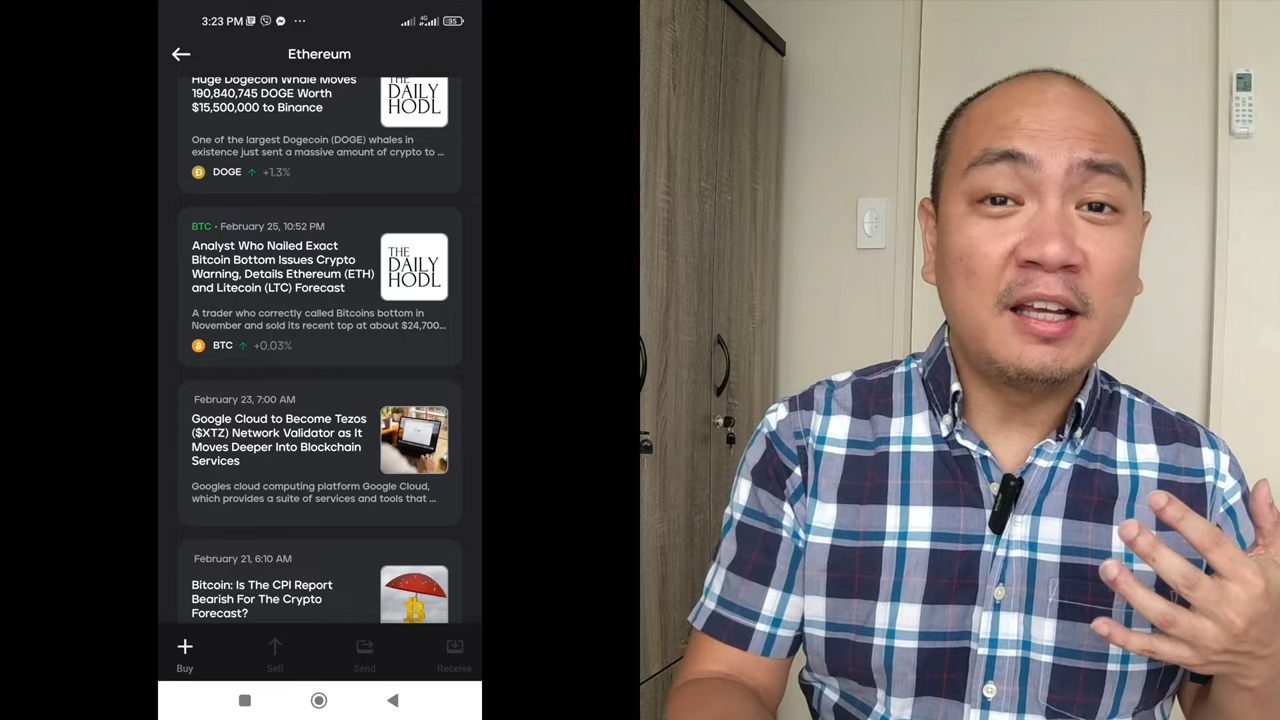 3:23 PM
4G
35
Ethereum
Huge Dogecoin Whale Moves
190,840,745 DOGE Worth
$15,500,000 to Binance
THE
DAILY
HODL
One of the largest Dogecoin (DOGE) whales in
existence just sent a massive amount of crypto to ...
DOGE +1.3%
BTC • February 25, 10:52 PM
Analyst Who Nailed Exact
Bitcoin Bottom Issues Crypto
Warning, Details Ethereum (ETH)
and Litecoin (LTC) Forecast
THE
DAILY
HODL
A trader who correctly called Bitcoins bottom in
November and sold its recent top at about $24,700...
BTC +0.03%
February 23, 7:00 AM
Google Cloud to Become Tezos
($XTZ) Network Validator as It
Moves Deeper Into Blockchain
Services
Googles cloud computing platform Google Cloud,
which provides a suite of services and tools that ...
February 21, 6:10 AM
Bitcoin: Is The CPI Report
Bearish For The Crypto
Forecast?
Buy
Sell
Send
Receive